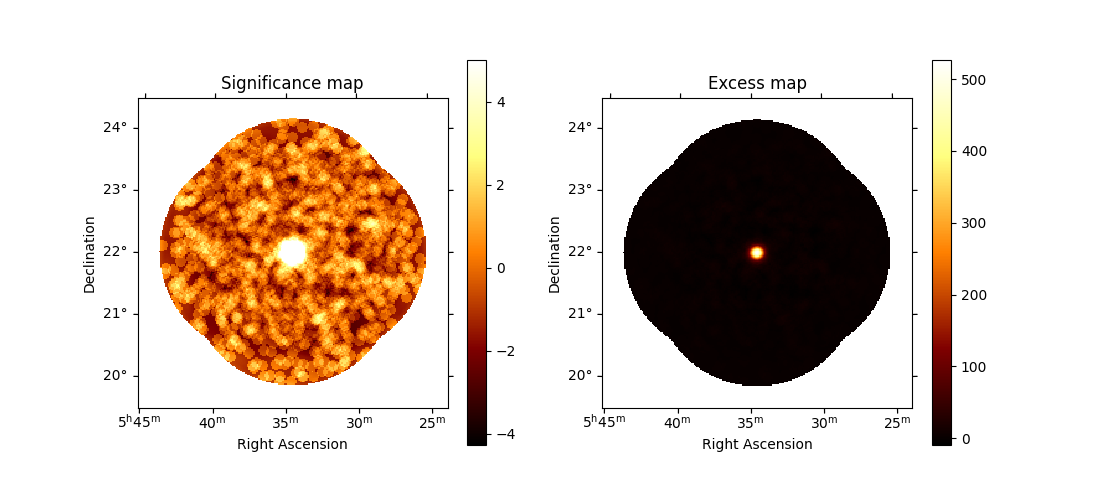 Significance map
24°
23°
22°
21°
20°
5ʰ45ᵐ 40ᵐ 35ᵐ 30ᵐ 25ᵐ
Right Ascension
Declination
4
2
0
−2
−4
Excess map
24°
23°
22°
21°
20°
5ʰ45ᵐ 40ᵐ 35ᵐ 30ᵐ 25ᵐ
Right Ascension
Declination
500
400
300
200
100
0